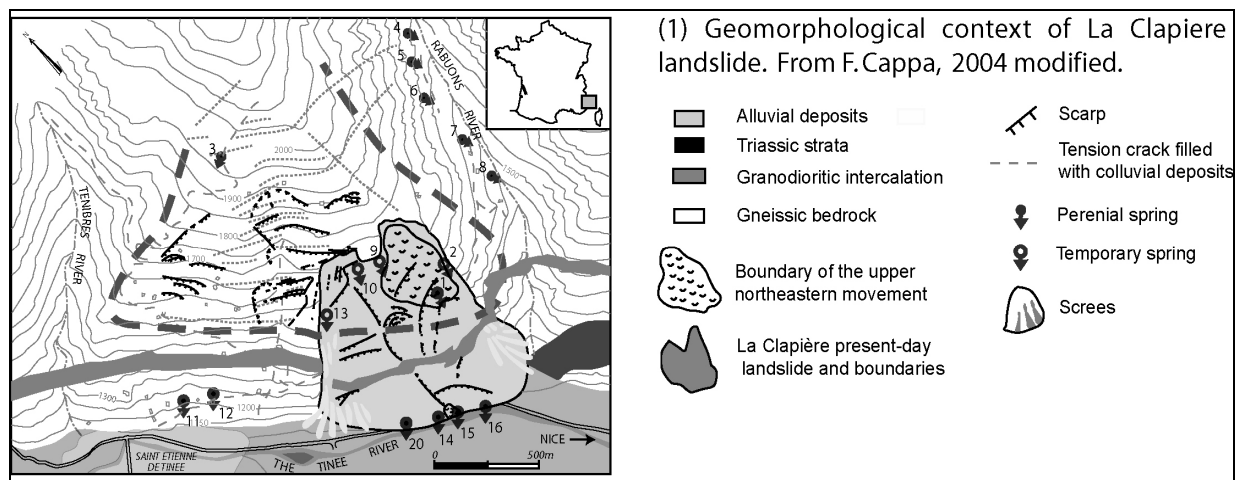 (1) Geomorphological context of La Clapiere
landslide. From F. Cappa, 2004 modified.
Alluvial deposits
Triassic strata
Granodioritic intercalation
Gneissic bedrock
Boundary of the upper
northeastern movement
La Clapière present-day
landslide and boundaries
Scarp
Tension crack filled
with colluvial deposits
Perenial spring
Temporary spring
Screes
N
4
5
6
7
8
3
RABUONS
RIVER
1500
2000
1900
1800
1700
TENIBRES
RIVER
9
2
10
1
13
1300
1200
11
12
20
14
15
16
SAINT ETIENNE
DE TINEE
THE TINEE RIVER
NICE
0
500m